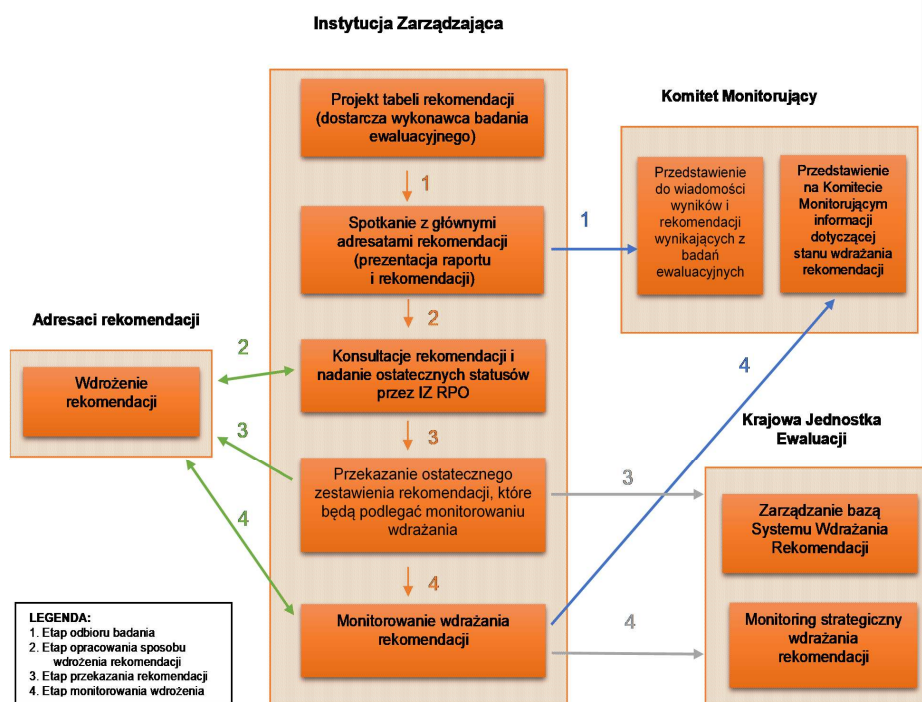 Instytucja Zarządzająca
Projekt tabeli rekomendacji
(dostarcza wykonawca badania
ewaluacyjnego)
1
Spotkanie z głównymi
adresatami rekomendacji
(prezentacja raportu
i rekomendacji)
2
Konsultacje rekomendacji i
nadanie ostatecznych statusów
przez IZ RPO
3
Przekazanie ostatecznego
zestawienia rekomendacji, które
będą podlegać monitorowaniu
wdrażania
4
Monitorowanie wdrażania
rekomendacji
Komitet Monitorujący
1
Przedstawienie
do wiadomości
wyników i
rekomendacji
wynikających z
badań
ewaluacyjnych
Przedstawienie
na Komitecie
Monitorującym
informacji
dotyczącej
stanu wdrażania
rekomendacji
4
Adresaci rekomendacji
Wdrożenie
rekomendacji
2
3
4
Krajowa Jednostka
Ewaluacji
3
Zarządzanie bazą
Systemu Wdrażania
Rekomendacji
4
Monitoring strategiczny
wdrażania
rekomendacji
LEGENDA:
1. Etap odbioru badania
2. Etap opracowania sposobu
wdrożenia rekomendacji
3. Etap przekazania rekomendacji
4. Etap monitorowania wdrożenia